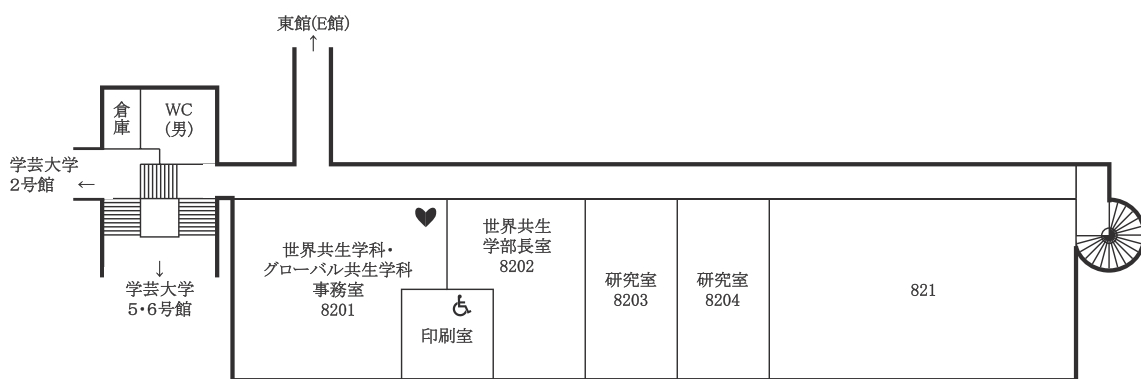 東館(E館)
↑
倉庫
WC
(男)
学芸大学
2号館 ←
↓
学芸大学
5・6号館
世界共生学科・
グローバル共生学科
事務室
8201
世界共生
学部長室
8202
印刷室
研究室
8203
研究室
8204
821